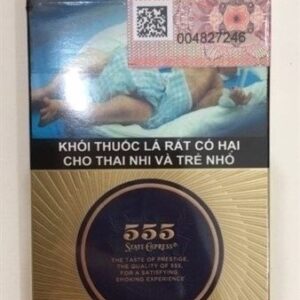 004827246
KHÓI THUỐC LÁ RẤT CÓ HẠI
CHO THAI NHI VÀ TRẺ NHỎ
555
STATE EXPRESS®
THE TASTE OF PRESTIGE,
THE QUALITY OF 555,
FOR A SATISFYING
SMOKING EXPERIENCE